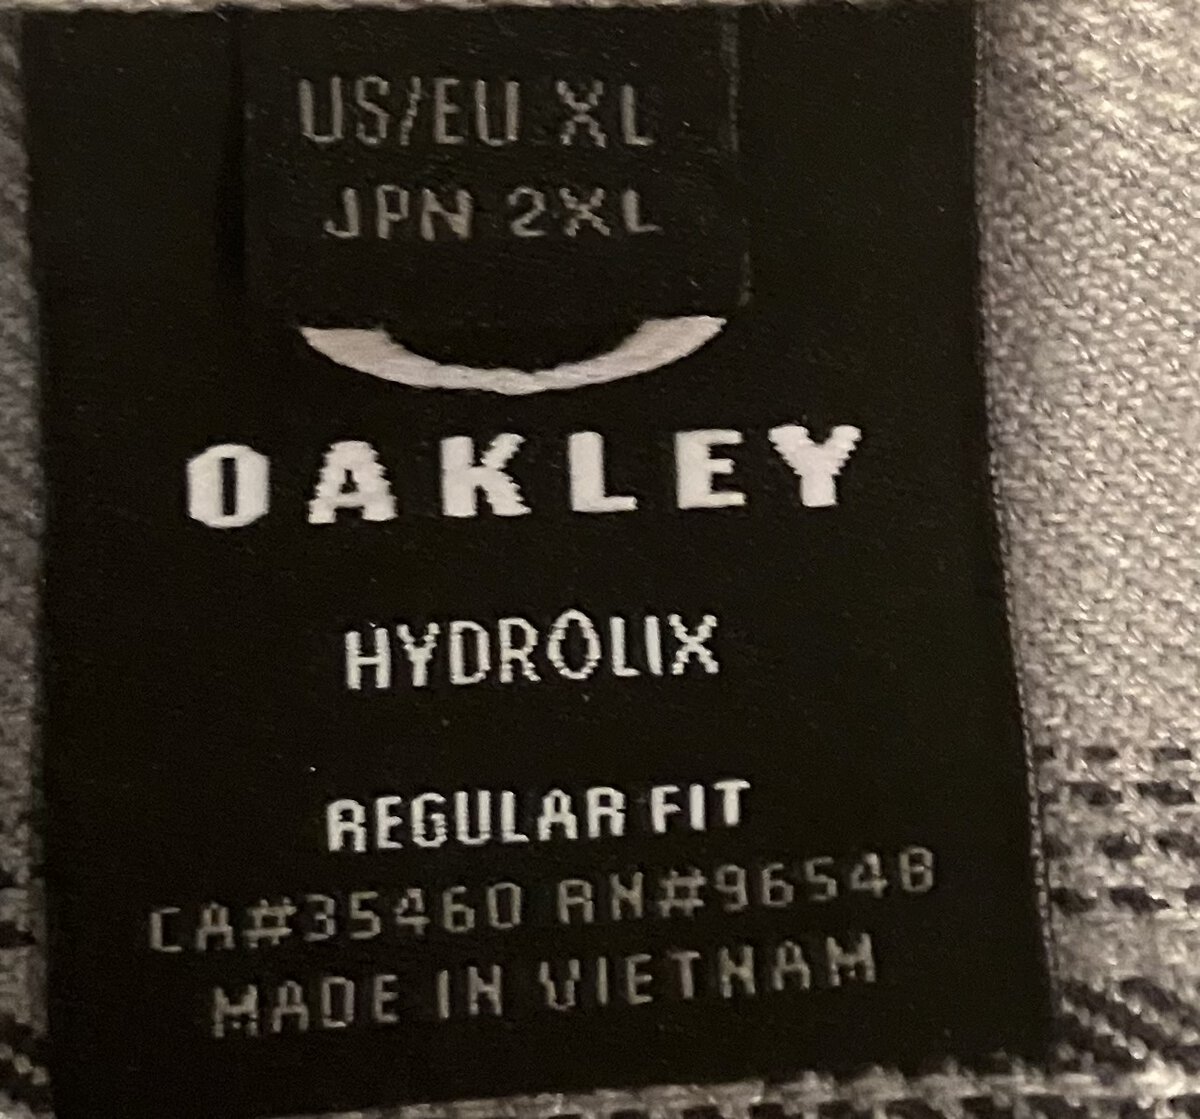 US/EU XL
JPN 2XL
OAKLEY
HYDROLIX
REGULAR FIT
CA#35460 RN#96548
MADE IN VIETNAM